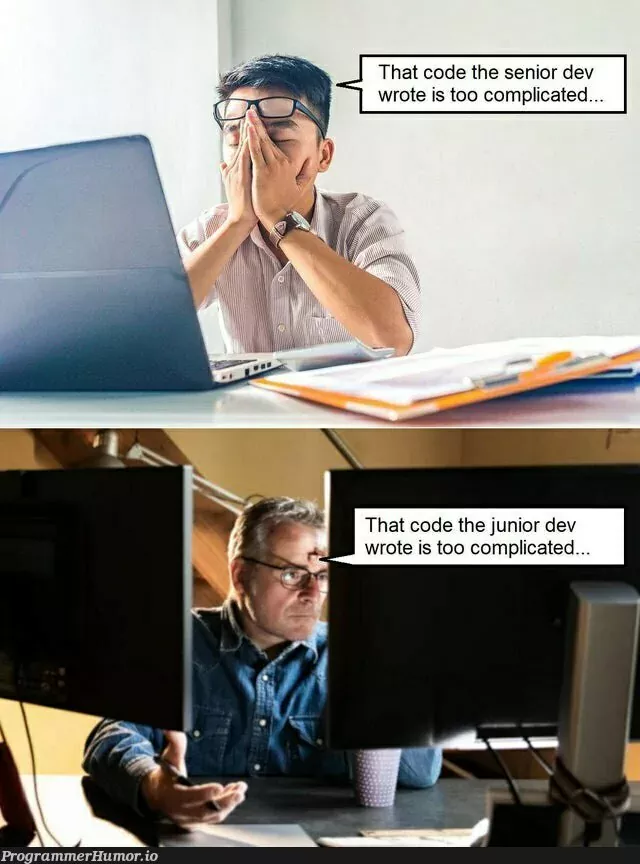 That code the senior dev
wrote is too complicated...
That code the junior dev
wrote is too complicated...
ProgrammerHumor.io